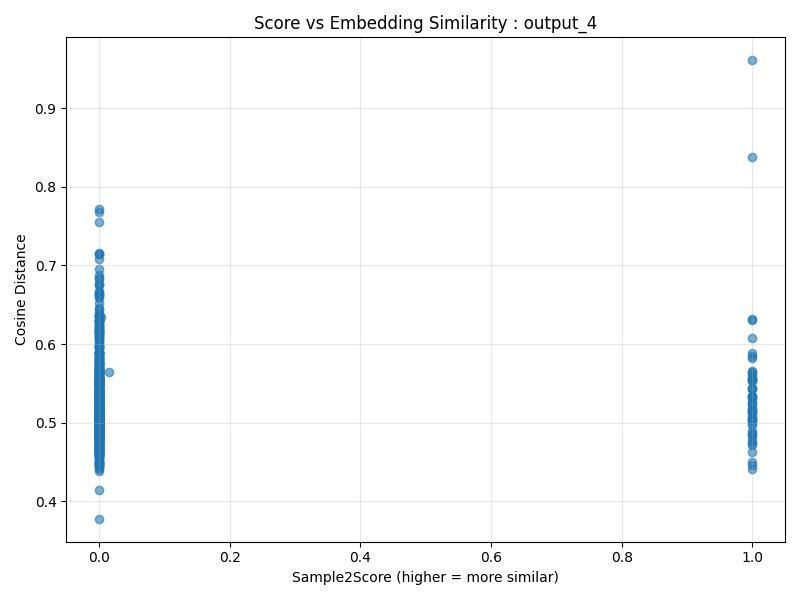 Score vs Embedding Similarity : output_4
Cosine Distance
0.9
0.8
0.7
0.6
0.5
0.4
0.0 0.2 0.4 0.6 0.8 1.0
Sample2Score (higher = more similar)